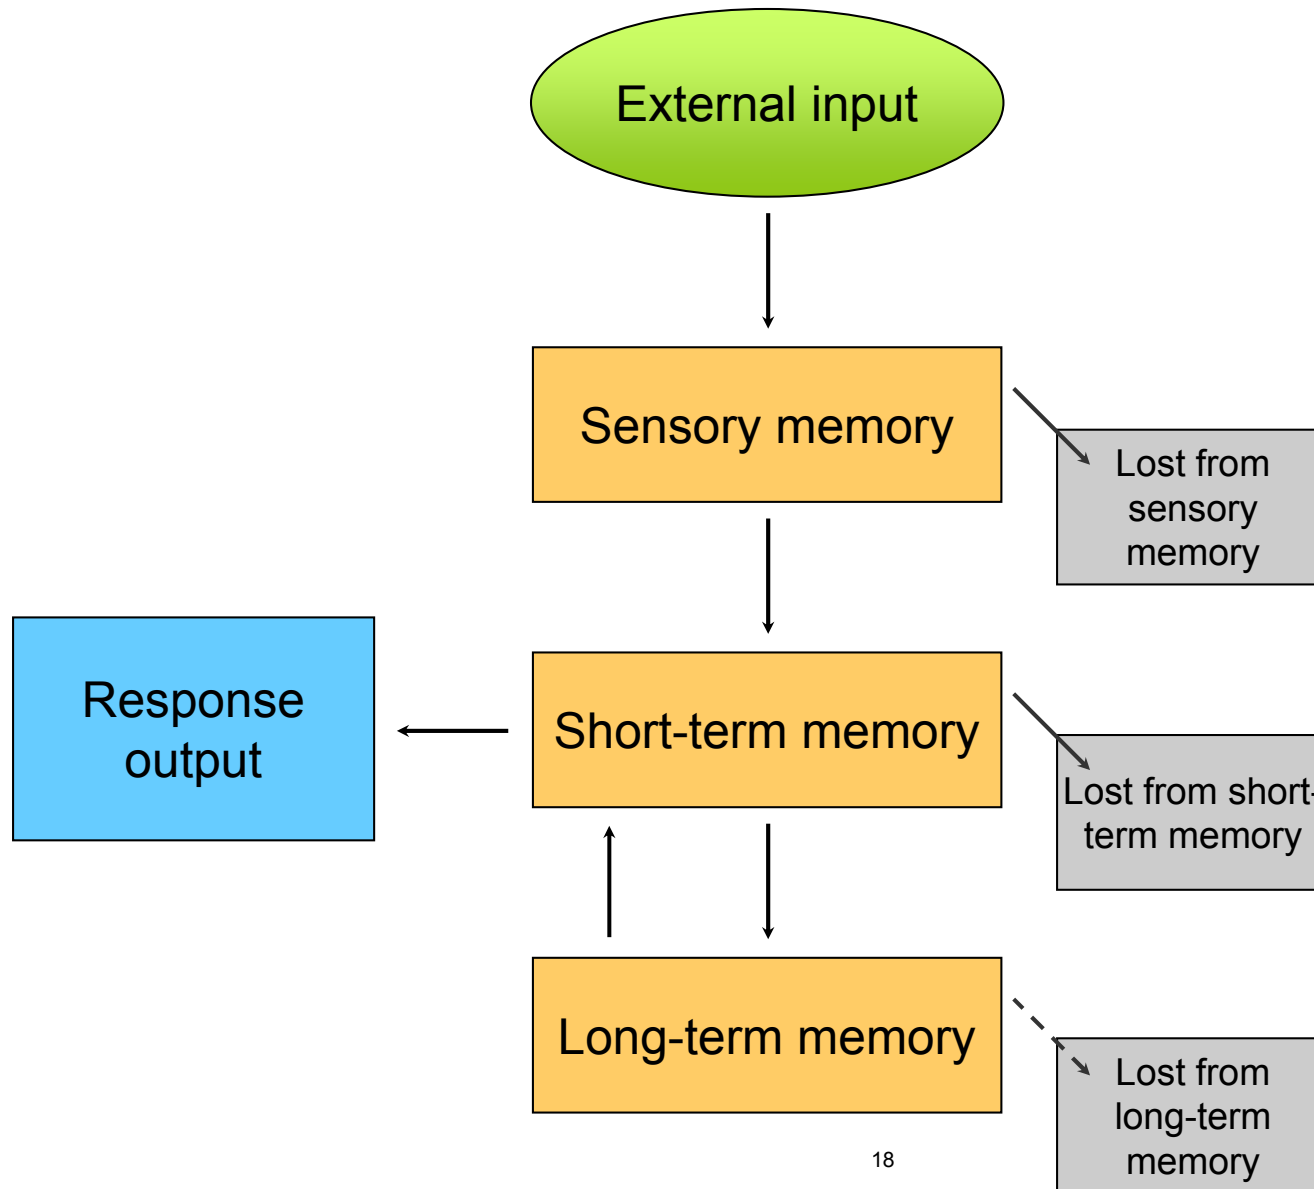 External input
Sensory memory
Lost from
sensory
memory
Response
output
Short-term memory
Lost from short-
term memory
Long-term memory
Lost from
long-term
memory
18